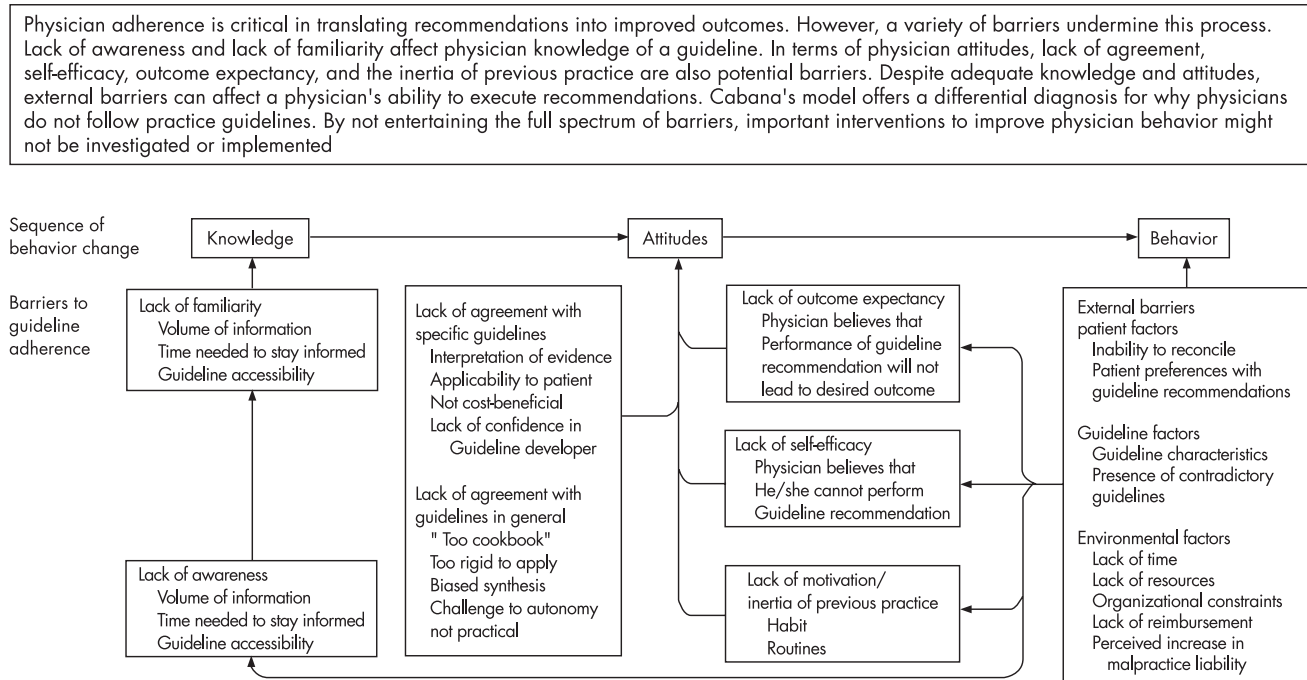 Physician adherence is critical in translating recommendations into improved outcomes. However, a variety of barriers undermine this process.
Lack of awareness and lack of familiarity affect physician knowledge of a guideline. In terms of physician attitudes, lack of agreement,
self-efficacy, outcome expectancy, and the inertia of previous practice are also potential barriers. Despite adequate knowledge and attitudes,
external barriers can affect a physician's ability to execute recommendations. Cabana's model offers a differential diagnosis for why physicians
do not follow practice guidelines. By not entertaining the full spectrum of barriers, important interventions to improve physician behavior might
not be investigated or implemented
Sequence of
behavior change
Knowledge
Attitudes
Behavior
Barriers to
guideline
adherence
Lack of familiarity
Volume of information
Time needed to stay informed
Guideline accessibility
Lack of awareness
Volume of information
Time needed to stay informed
Guideline accessibility
Lack of agreement with
specific guidelines
Interpretation of evidence
Applicability to patient
Not cost-beneficial
Lack of confidence in
Guideline developer
Lack of agreement with
guidelines in general
" Too cookbook"
Too rigid to apply
Biased synthesis
Challenge to autonomy
not practical
Lack of outcome expectancy
Physician believes that
Performance of guideline
recommendation will not
lead to desired outcome
Lack of self-efficacy
Physician believes that
He/she cannot perform
Guideline recommendation
Lack of motivation/
inertia of previous practice
Habit
Routines
External barriers
patient factors
Inability to reconcile
Patient preferences with
guideline recommendations
Guideline factors
Guideline characteristics
Presence of contradictory
guidelines
Environmental factors
Lack of time
Lack of resources
Organizational constraints
Lack of reimbursement
Perceived increase in
malpractice liability